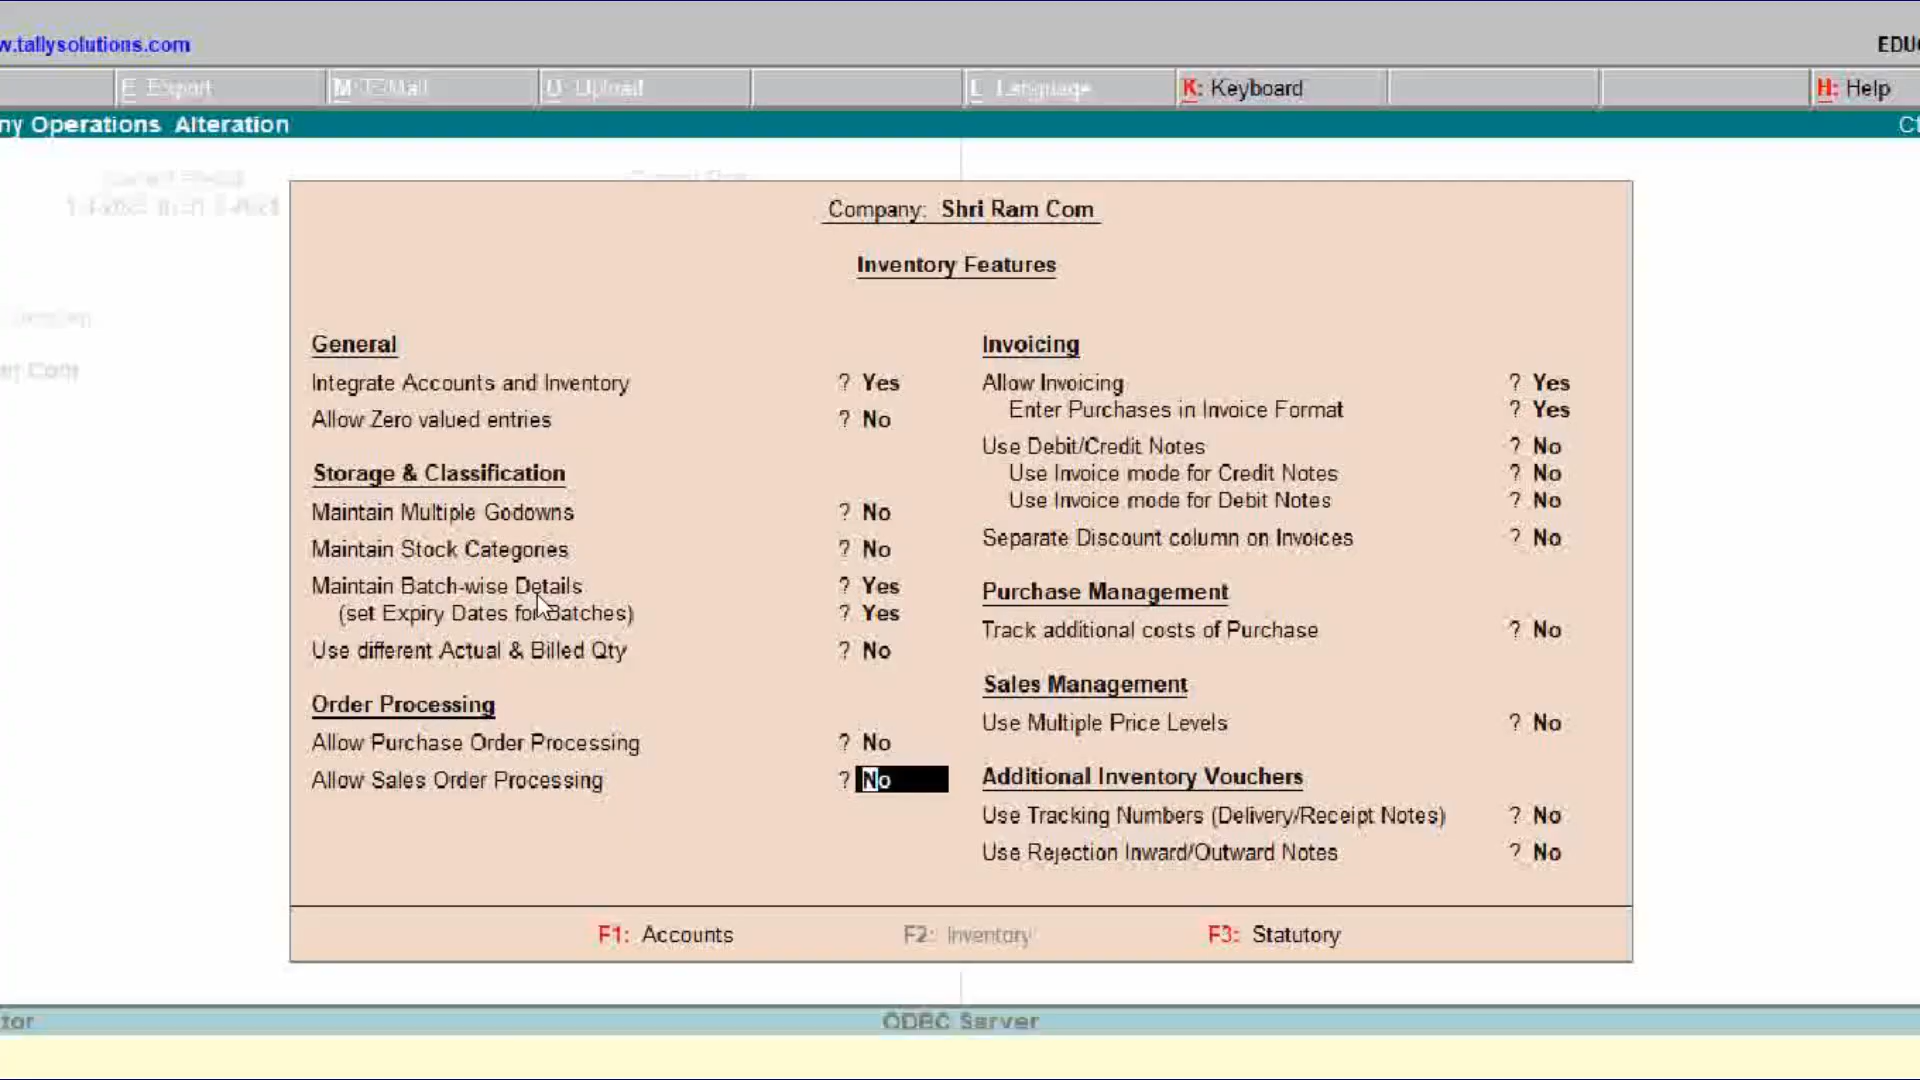 w.tallysolutions.com
EDU
E: Export
M: E-Mail
O: Upload
L: Language
K: Keyboard
H: Help
ny Operations Alteration
Ct
Company: Shri Ram Com
Inventory Features
General
Integrate Accounts and Inventory ? Yes
Allow Zero valued entries ? No
Storage & Classification
Maintain Multiple Godowns ? No
Maintain Stock Categories ? No
Maintain Batch-wise Details ? Yes
(set Expiry Dates for Batches) ? Yes
Use different Actual & Billed Qty ? No
Order Processing
Allow Purchase Order Processing ? No
Allow Sales Order Processing ? No
Invoicing
Allow Invoicing ? Yes
Enter Purchases in Invoice Format ? Yes
Use Debit/Credit Notes ? No
Use Invoice mode for Credit Notes ? No
Use Invoice mode for Debit Notes ? No
Separate Discount column on Invoices ? No
Purchase Management
Track additional costs of Purchase ? No
Sales Management
Use Multiple Price Levels ? No
Additional Inventory Vouchers
Use Tracking Numbers (Delivery/Receipt Notes) ? No
Use Rejection Inward/Outward Notes ? No
F1: Accounts
F2: Inventory
F3: Statutory
tor
ODBC Server